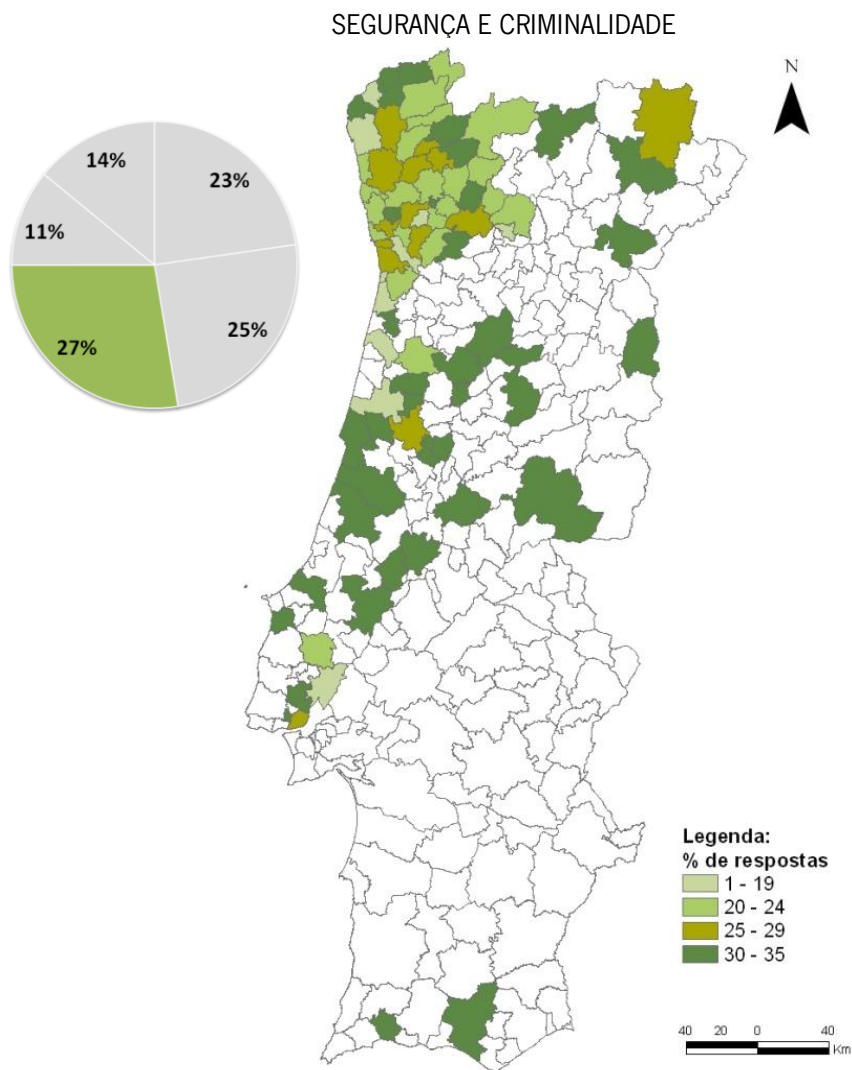 SEGURANÇA E CRIMINALIDADE
N
14%
23%
11%
27%
25%
Legenda:
% de respostas
1 - 19
20 - 24
25 - 29
30 - 35
40 20 0 40
Km